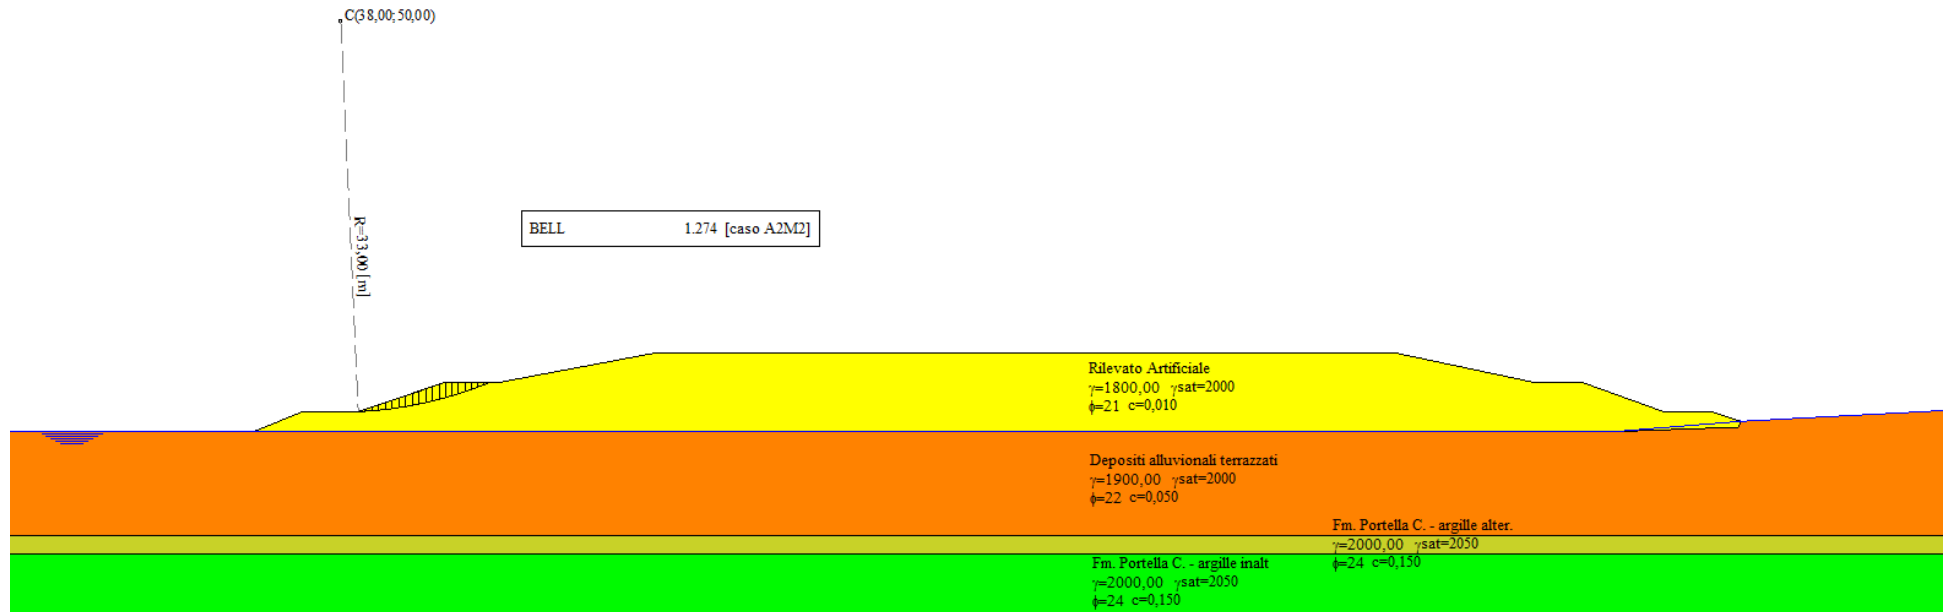 C(38,00;50,00)
R=33,00 [m]
BELL 1.274 [caso A2M2]
Rilevato Artificiale
γ=1800,00 γsat=2000
ϕ=21 c=0,010
Depositi alluvionali terrazzati
γ=1900,00 γsat=2000
ϕ=22 c=0,050
Fm. Portella C. - argille alter.
γ=2000,00 γsat=2050
ϕ=24 c=0,150
Fm. Portella C. - argille inalt
γ=2000,00 γsat=2050
ϕ=24 c=0,150